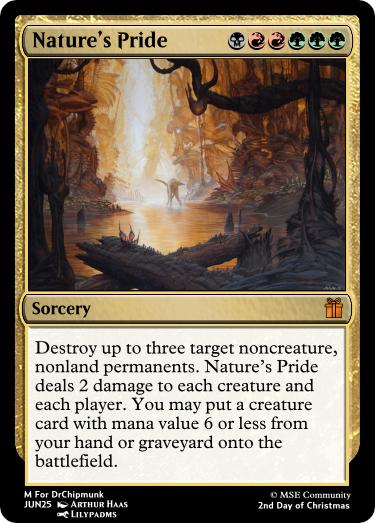 Nature's Pride
Sorcery
Destroy up to three target noncreature,
nonland permanents. Nature's Pride
deals 2 damage to each creature and
each player. You may put a creature
card with mana value 6 or less from
your hand or graveyard onto the
battlefield.
M For DrChipmunk
JUN25 Arthur Haas
Lilypadms
© MSE Community
2nd Day of Christmas